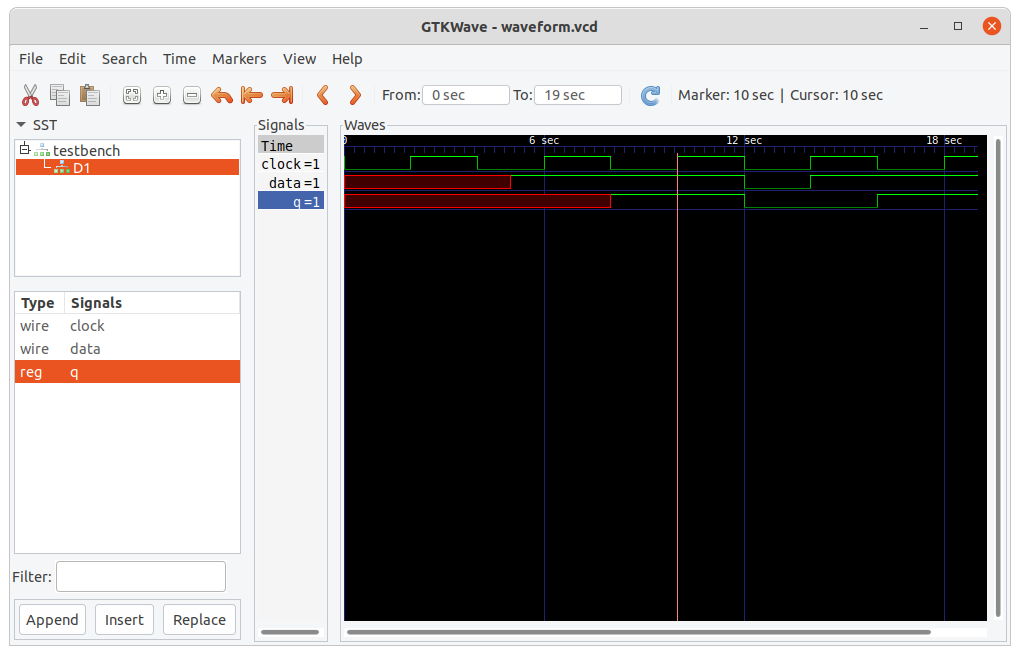 GTKWave - waveform.vcd
File Edit Search Time Markers View Help
From: 0 sec To: 19 sec Marker: 10 sec | Cursor: 10 sec
SST
testbench
D1
Type Signals
wire clock
wire data
reg q
Filter:
Append Insert Replace
Signals
Time
clock =1
data =1
q =1
Waves
0 6 sec 12 sec 18 sec